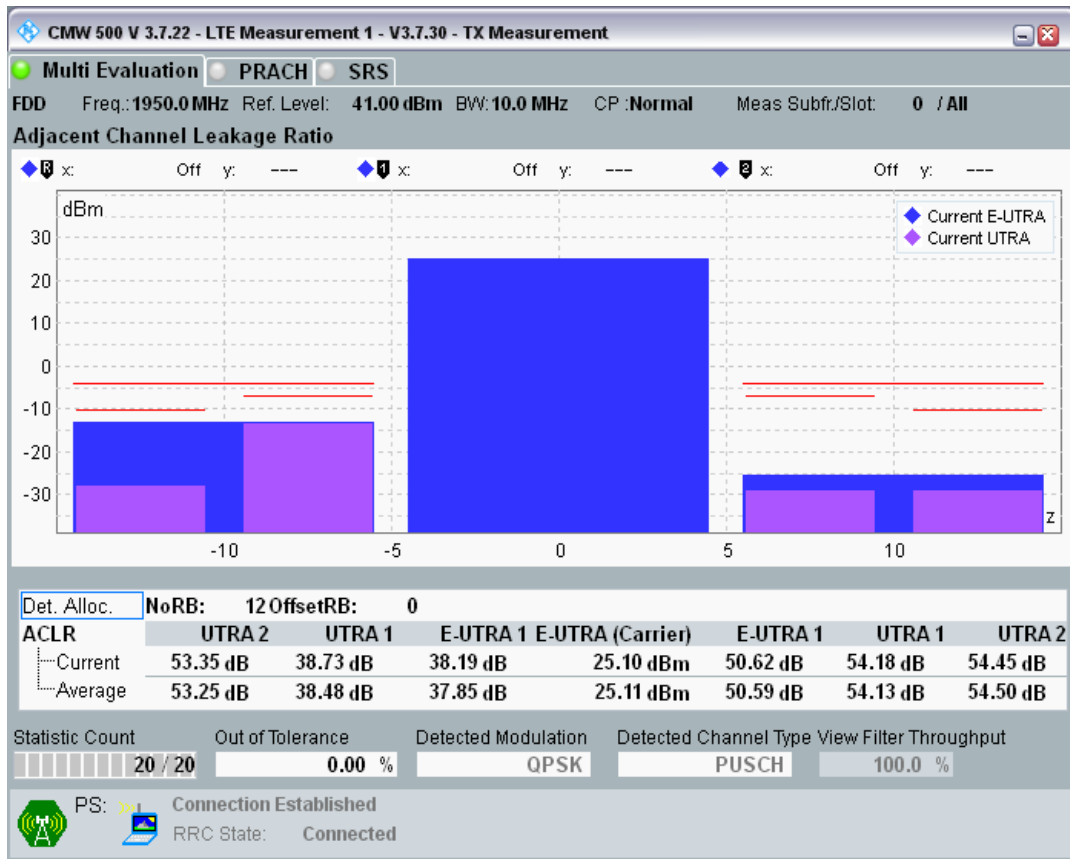 CMW 500 V 3.7.22 - LTE Measurement 1 - V3.7.30 - TX Measurement
Multi Evaluation PRACH SRS
FDD Freq.: 1950.0 MHz Ref. Level: 41.00 dBm BW: 10.0 MHz CP :Normal Meas Subfr./Slot: 0 / All
Adjacent Channel Leakage Ratio
R x: Off y: --- 1 x: Off y: --- 2 x: Off y: ---
dBm
Current E-UTRA
Current UTRA
30
20
10
0
-10
-20
-30
z
-10 -5 0 5 10
Det. Alloc. NoRB: 12 OffsetRB: 0
ACLR UTRA 2 UTRA 1 E-UTRA 1 E-UTRA (Carrier) E-UTRA 1 UTRA 1 UTRA 2
Current 53.35 dB 38.73 dB 38.19 dB 25.10 dBm 50.62 dB 54.18 dB 54.45 dB
Average 53.25 dB 38.48 dB 37.85 dB 25.11 dBm 50.59 dB 54.13 dB 54.50 dB
Statistic Count Out of Tolerance Detected Modulation Detected Channel Type View Filter Throughput
20 / 20 0.00 % QPSK PUSCH 100.0 %
PS: Connection Established
RRC State: Connected